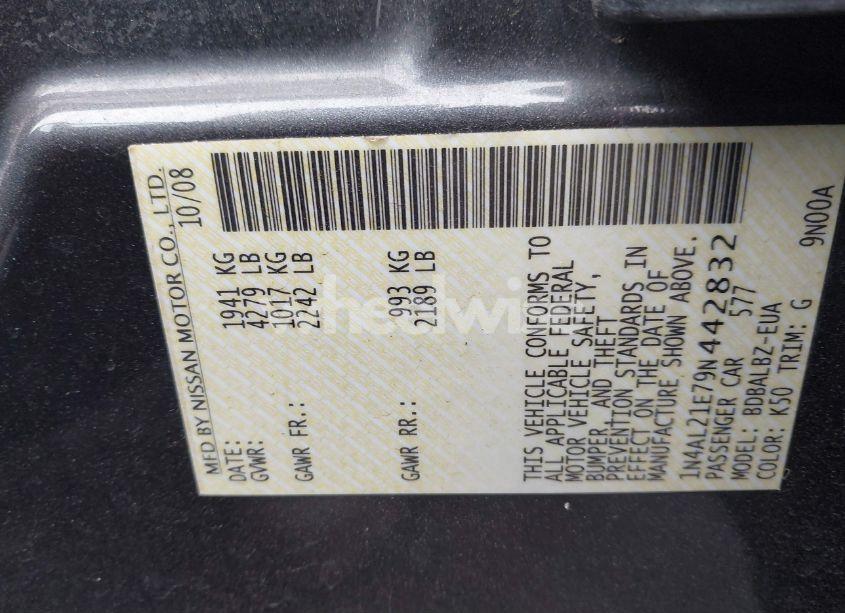 MFD BY NISSAN MOTOR CO., LTD.
DATE: 10/08
GVWR: 1941 KG
4279 LB
GAWR FR.: 1017 KG
2242 LB
GAWR RR.: 993 KG
2189 LB
THIS VEHICLE CONFORMS TO
ALL APPLICABLE FEDERAL
MOTOR VEHICLE SAFETY,
BUMPER, AND THEFT
PREVENTION STANDARDS IN
EFFECT ON THE DATE OF
MANUFACTURE SHOWN ABOVE.
1N4AL21E79N442832
PASSENGER CAR 577
MODEL: BDBALBZ-EUA
COLOR: K50 TRIM: G 9N00A